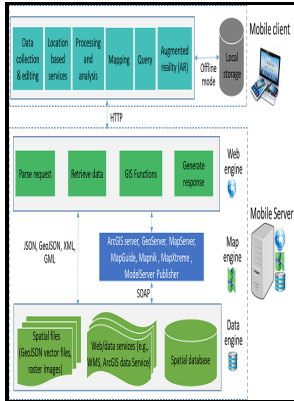 Mobile client
Data
collection
& editing
Location
based
services
Processing
and
analysis
Mapping
Query
Augmented
reality (AR)
Offline
mode
Local
storage
HTTP
Mobile Server
Parse request
Retrieve data
GIS Functions
Generate
response
Web
engine
JSON, GeoJSON, XML,
GML
ArcGIS server, GeoServer, MapServer,
MapGuide, Mapnik , MapXtreme ,
ModelServer Publisher
Map
engine
SOAP
Spatial files
(GeoJSON vector files,
raster images)
Web/data services (e.g.,
WMS, ArcGIS data Service)
Spatial database
Data
engine